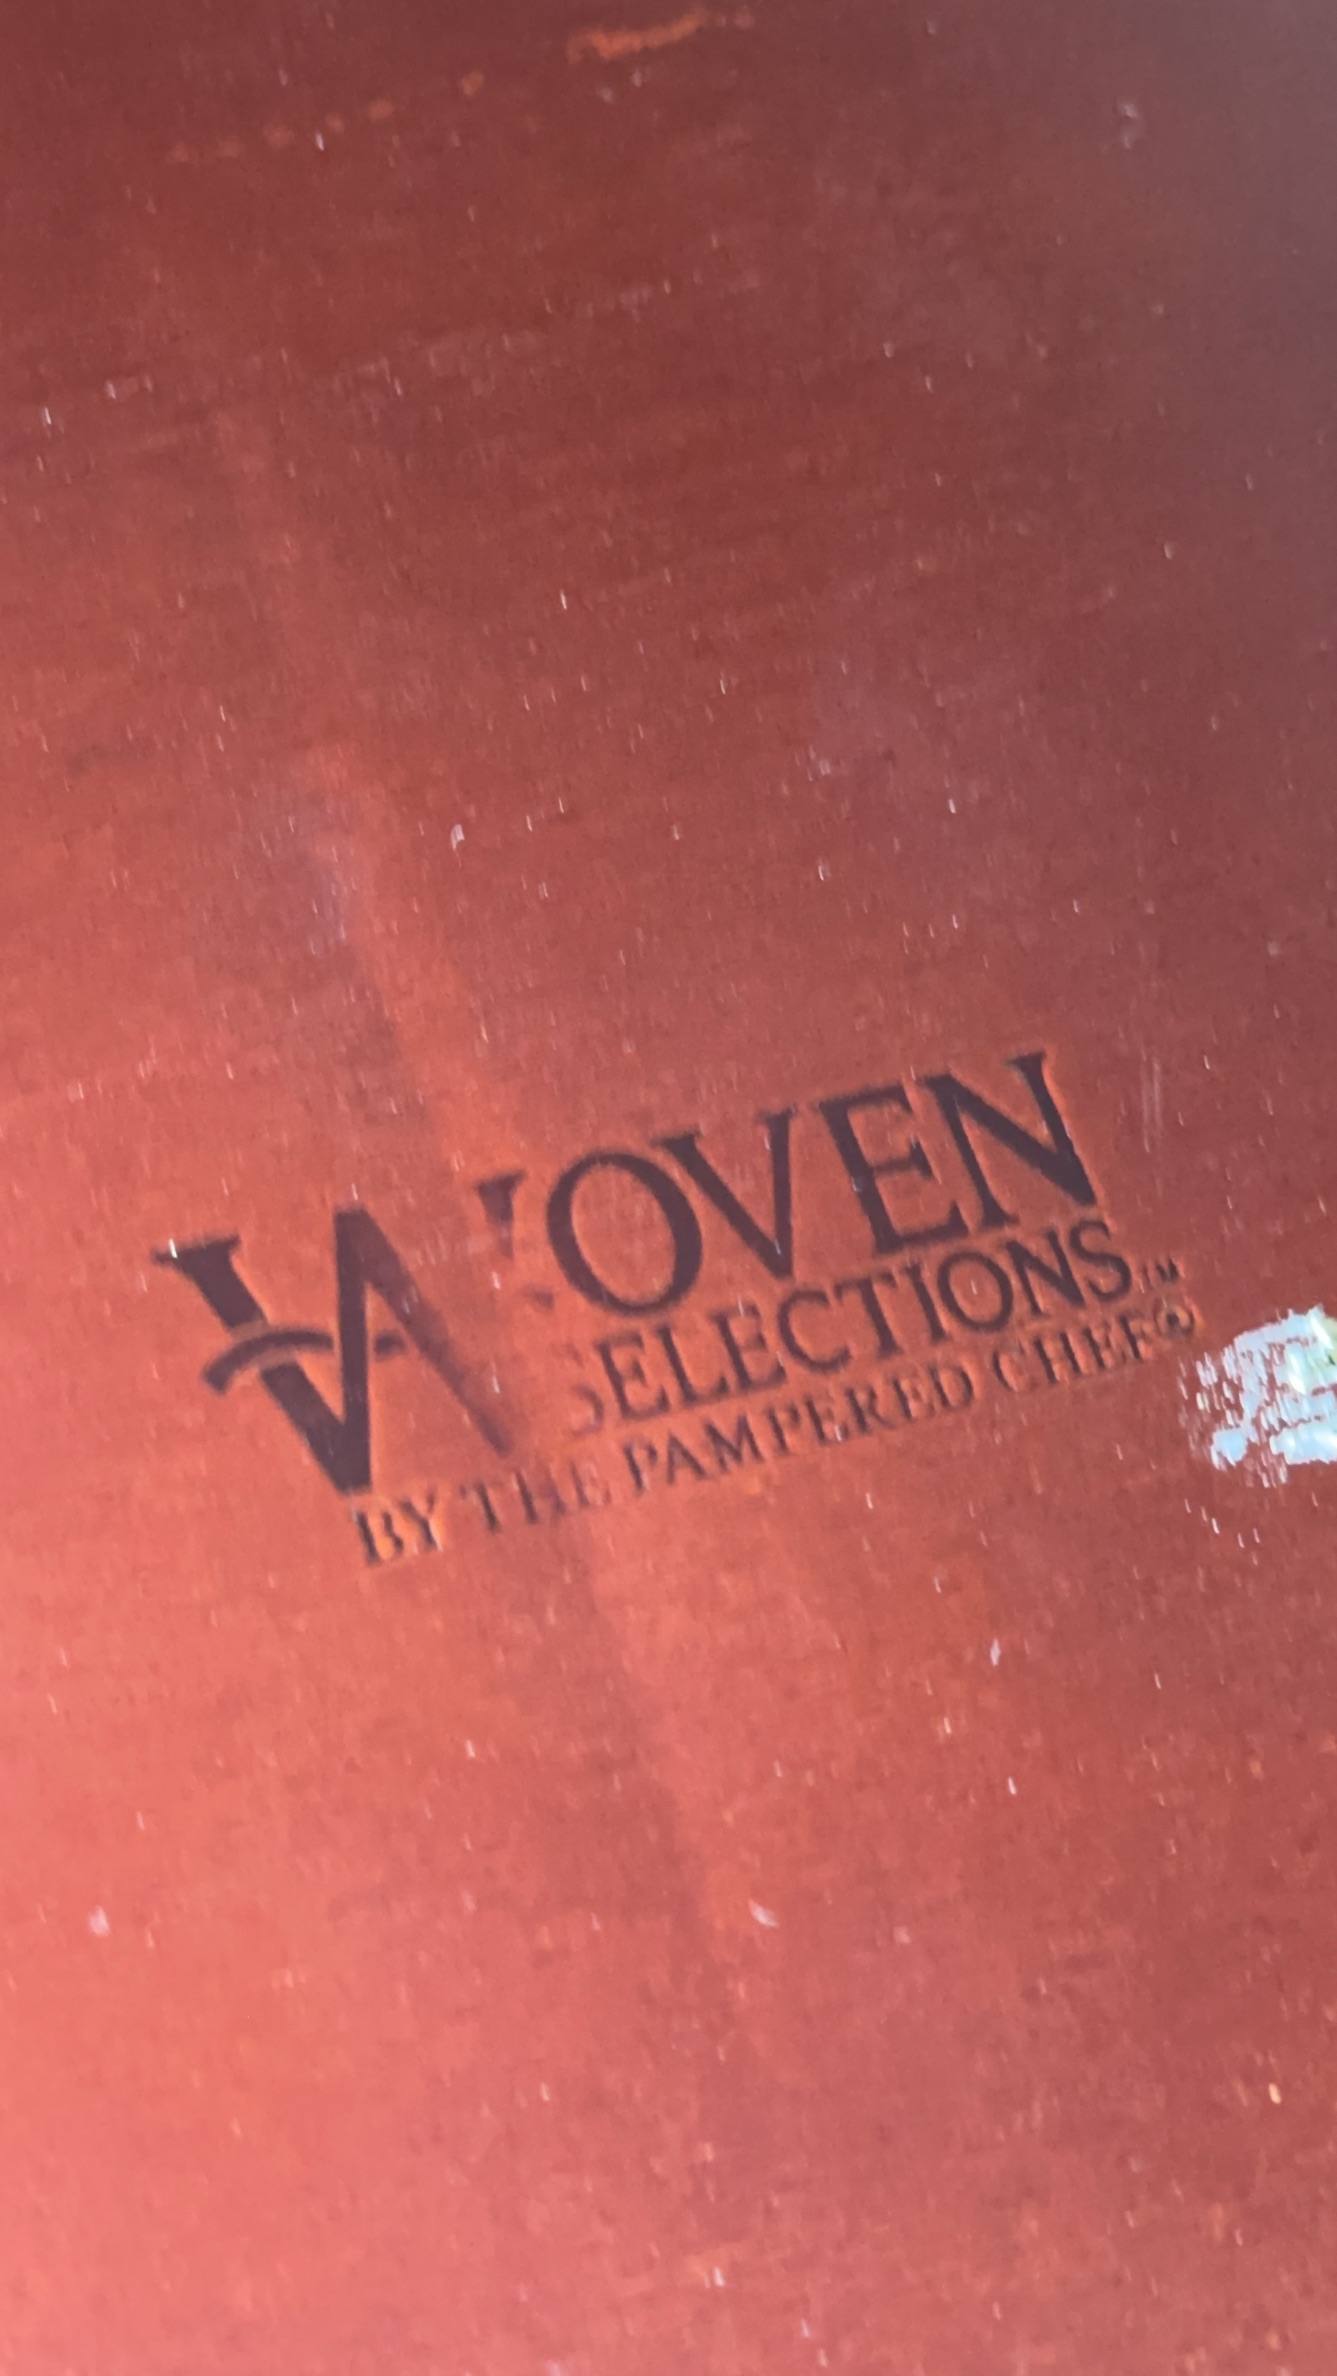 WOVEN
SELECTIONS™
BY THE PAMPERED CHEF®